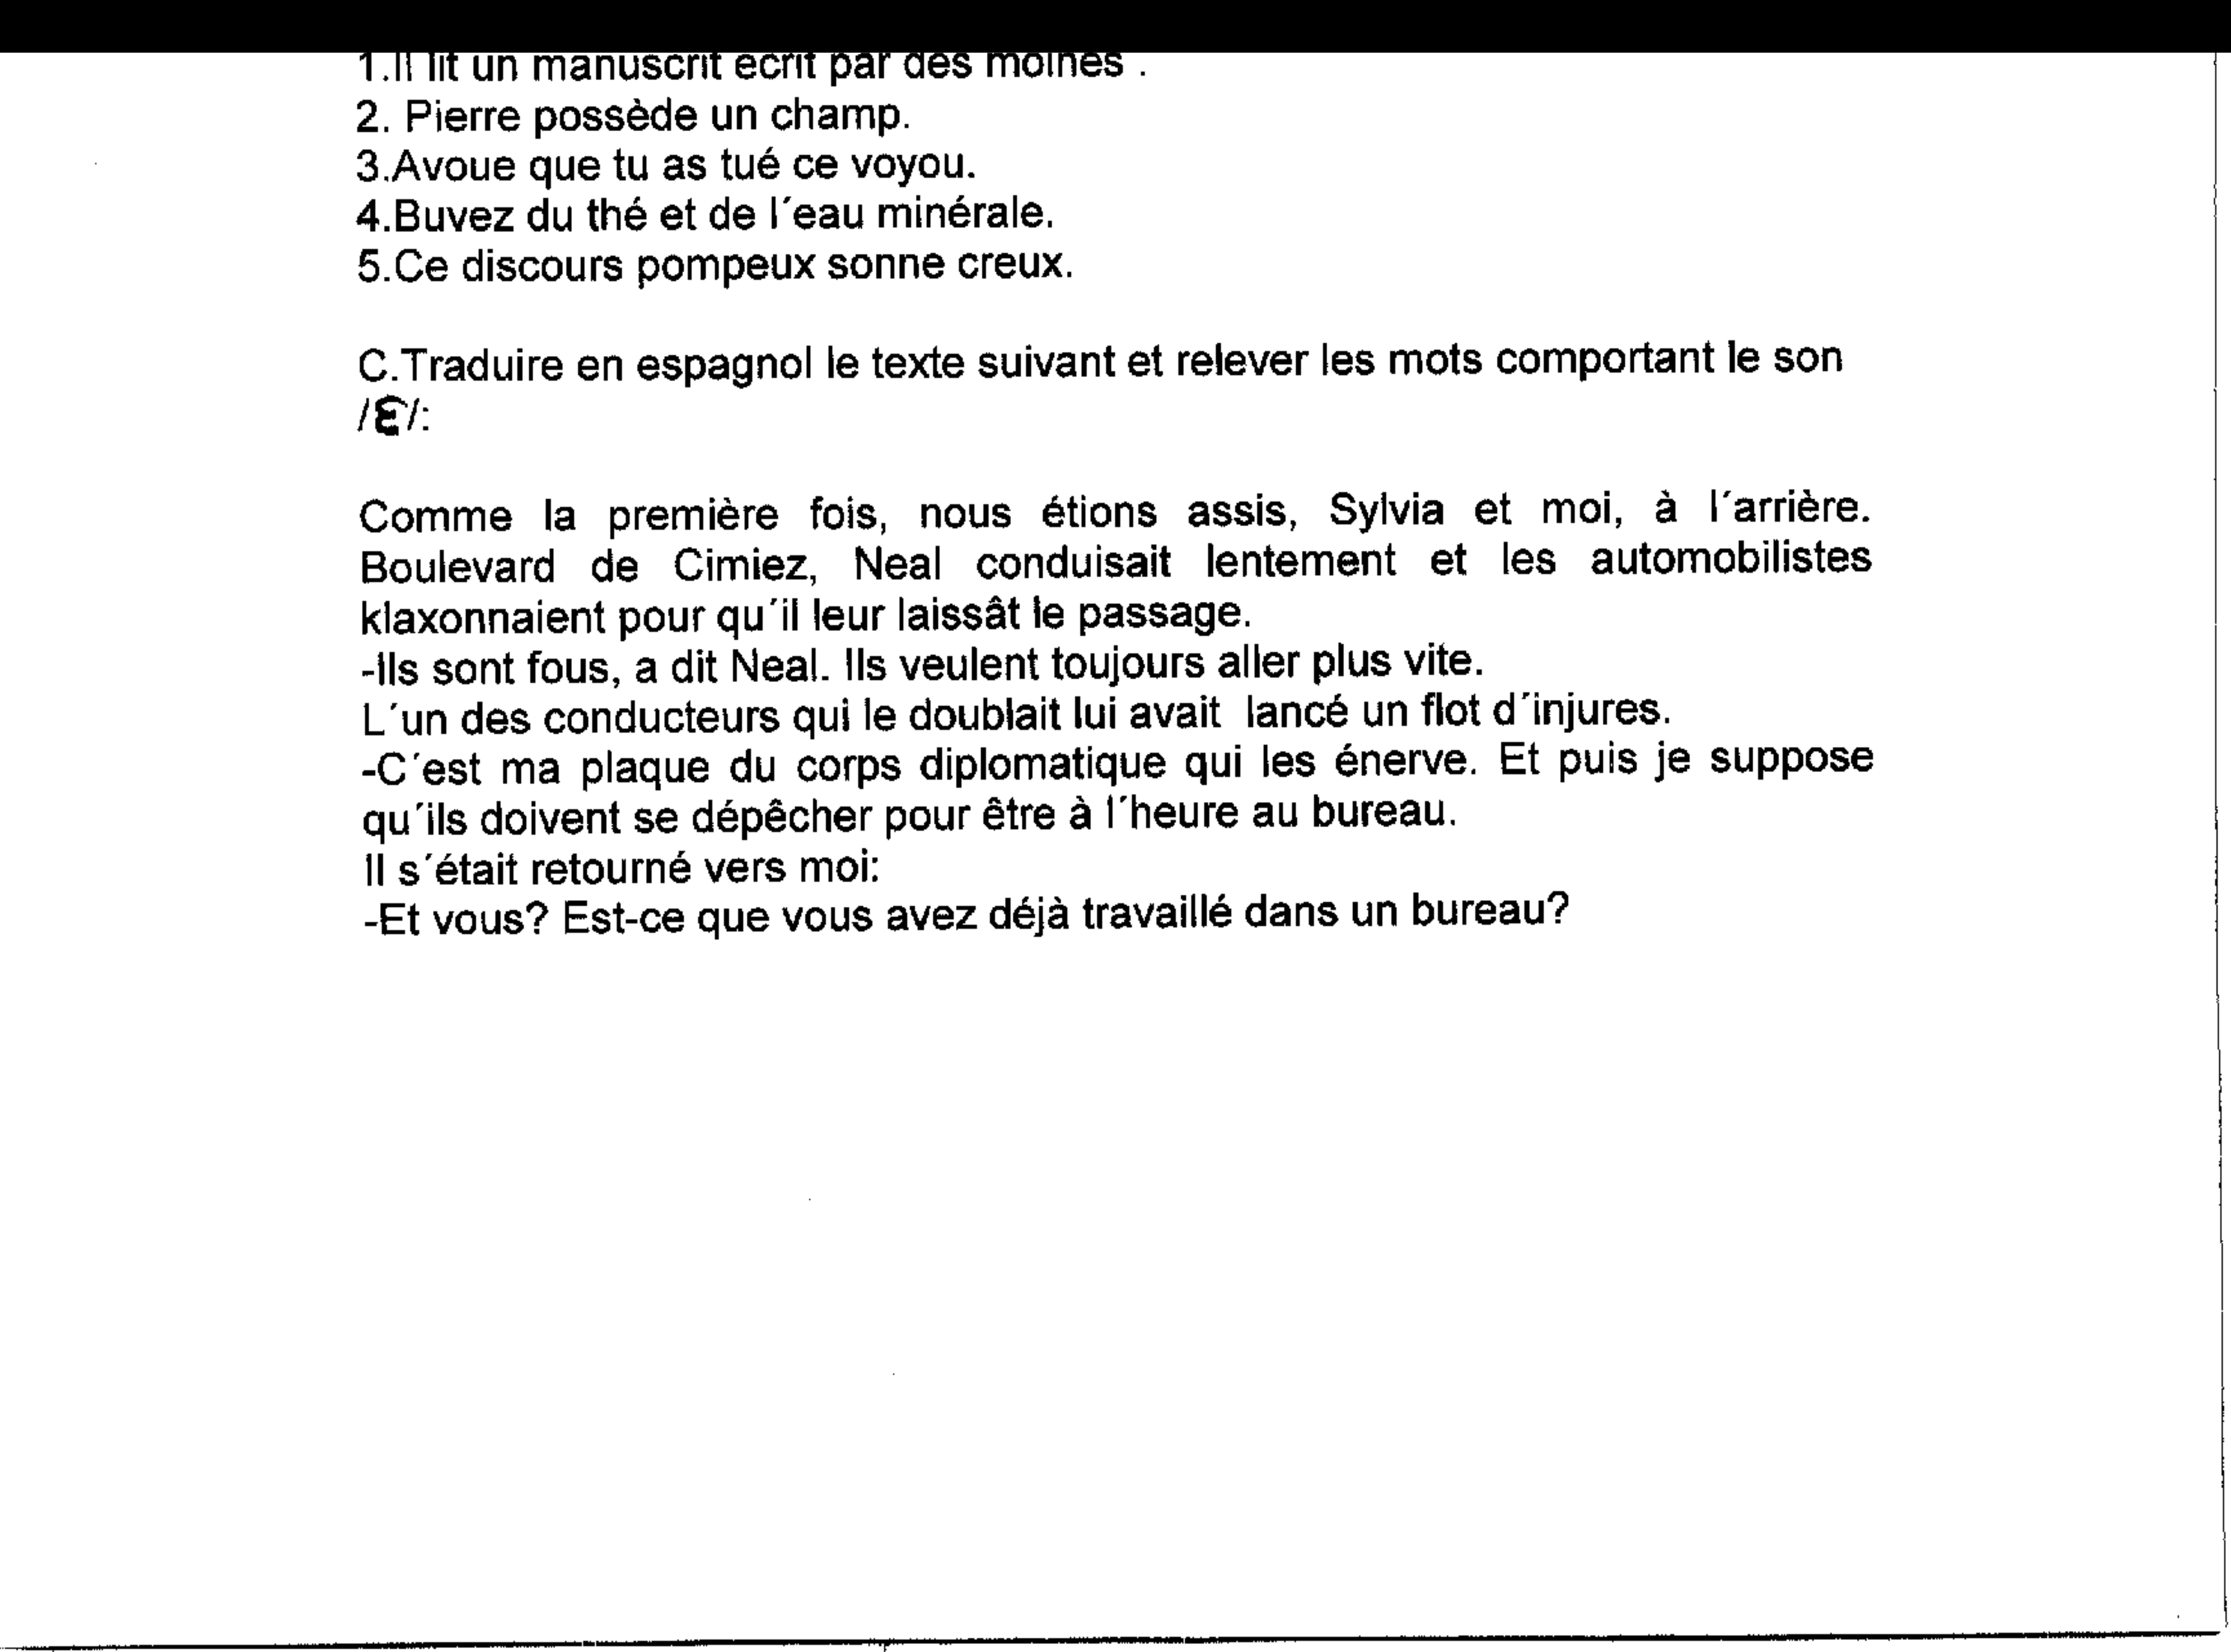 1.Il lit un manuscrit écrit par des moines .
2. Pierre possède un champ.
3.Avoue que tu as tué ce voyou.
4.Buvez du thé et de l´eau minérale.
5.Ce discours pompeux sonne creux.
C.Traduire en espagnol le texte suivant et relever les mots comportant le son
/Ɛ/:
Comme la première fois, nous étions assis, Sylvia et moi, à l´arrière.
Boulevard de Cimiez, Neal conduisait lentement et les automobilistes
klaxonnaient pour qu´il leur laissât le passage.
-Ils sont fous, a dit Neal. Ils veulent toujours aller plus vite.
L´un des conducteurs qui le doublait lui avait lancé un flot d´injures.
-C´est ma plaque du corps diplomatique qui les énerve. Et puis je suppose
qu´ils doivent se dépêcher pour être à l´heure au bureau.
Il s´était retourné vers moi:
-Et vous? Est-ce que vous avez déjà travaillé dans un bureau?